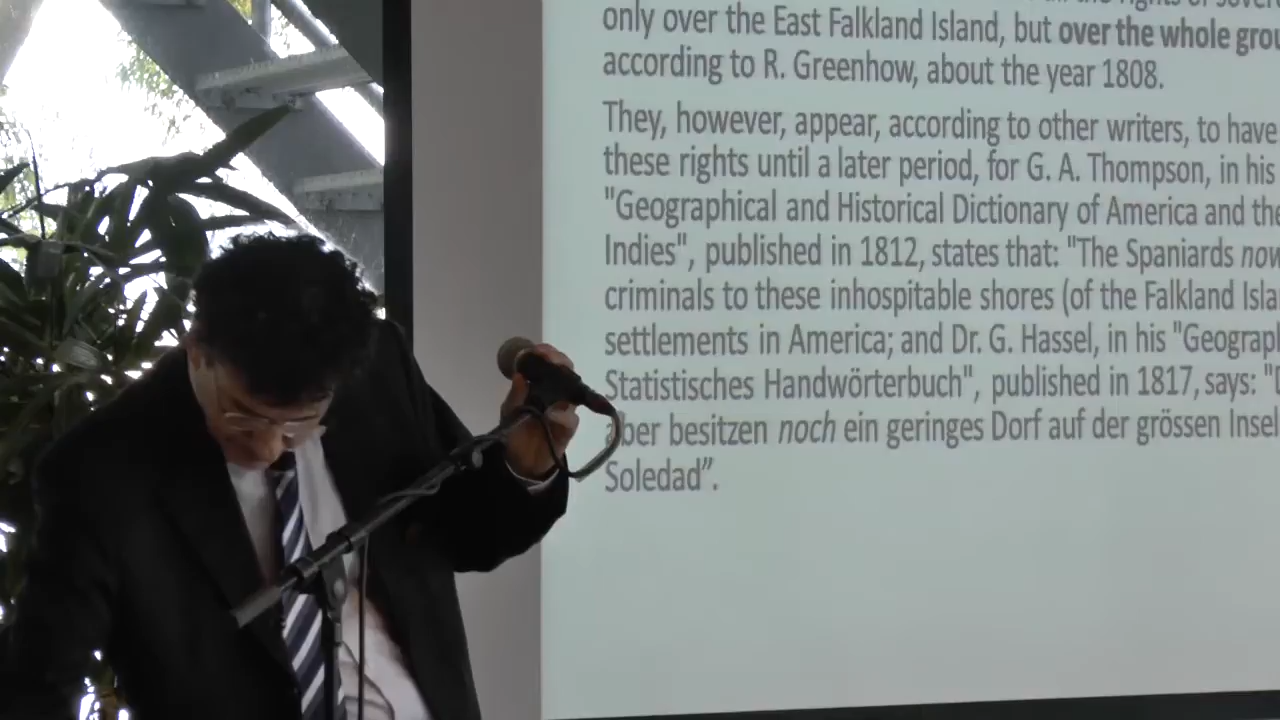 the rights of
only over the East Falkland Island, but over the whole
according to R. Greenhow, about the year 1808.
They, however, appear, according to other writers, to have
these rights until a later period, for G. A. Thompson, in his
"Geographical and Historical Dictionary of America and
Indies", published in 1812, states that: "The Spaniards
criminals to these inhospitable shores (of the Falkland
settlements in America; and Dr. G. Hassel, in his
Statistisches Handwörterbuch", published in 1817, says:
aber besitzen noch ein geringes Dorf auf der grössen Insel
Soledad”.